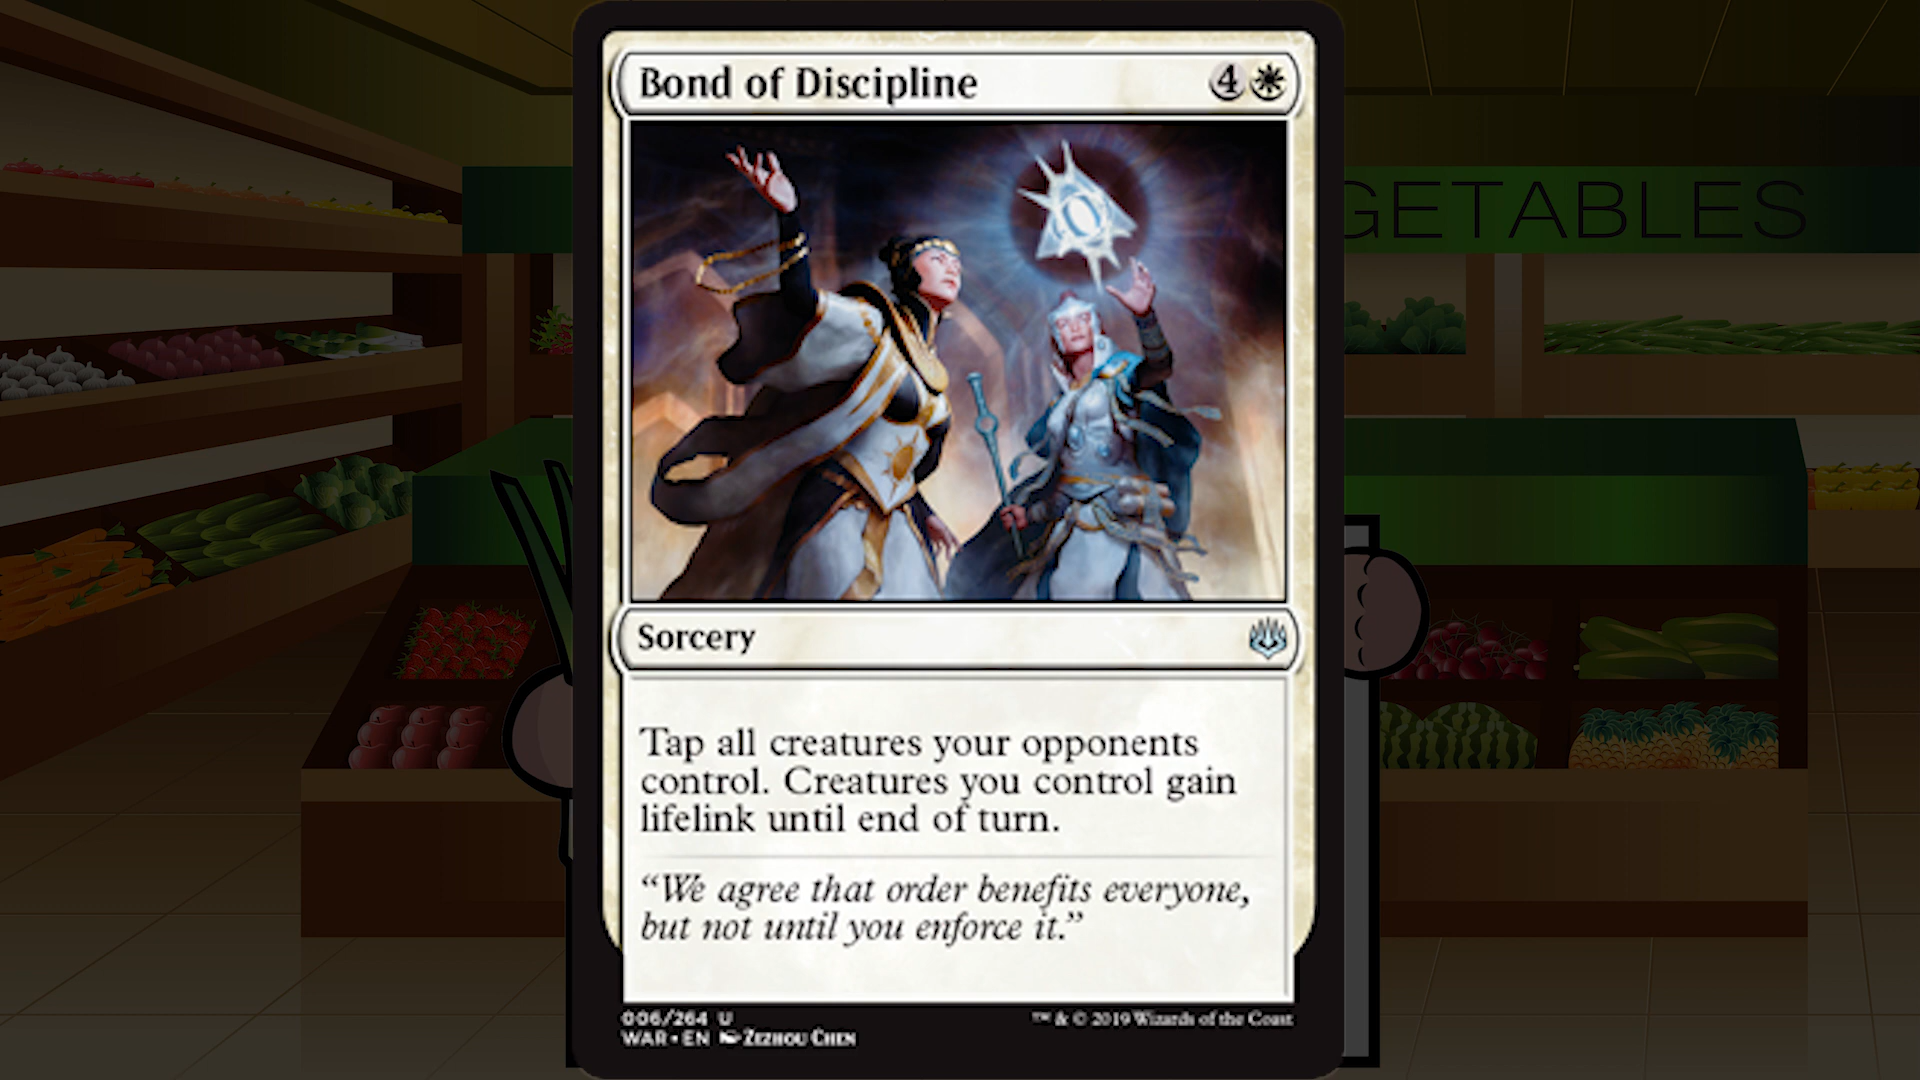 Bond of Discipline
4
GETABLES
Sorcery
Tap all creatures your opponents
control. Creatures you control gain
lifelink until end of turn.
“We agree that order benefits everyone,
but not until you enforce it.”
006/264 U
WAR • EN Zezhou Chen
™ & © 2019 Wizards of the Coast